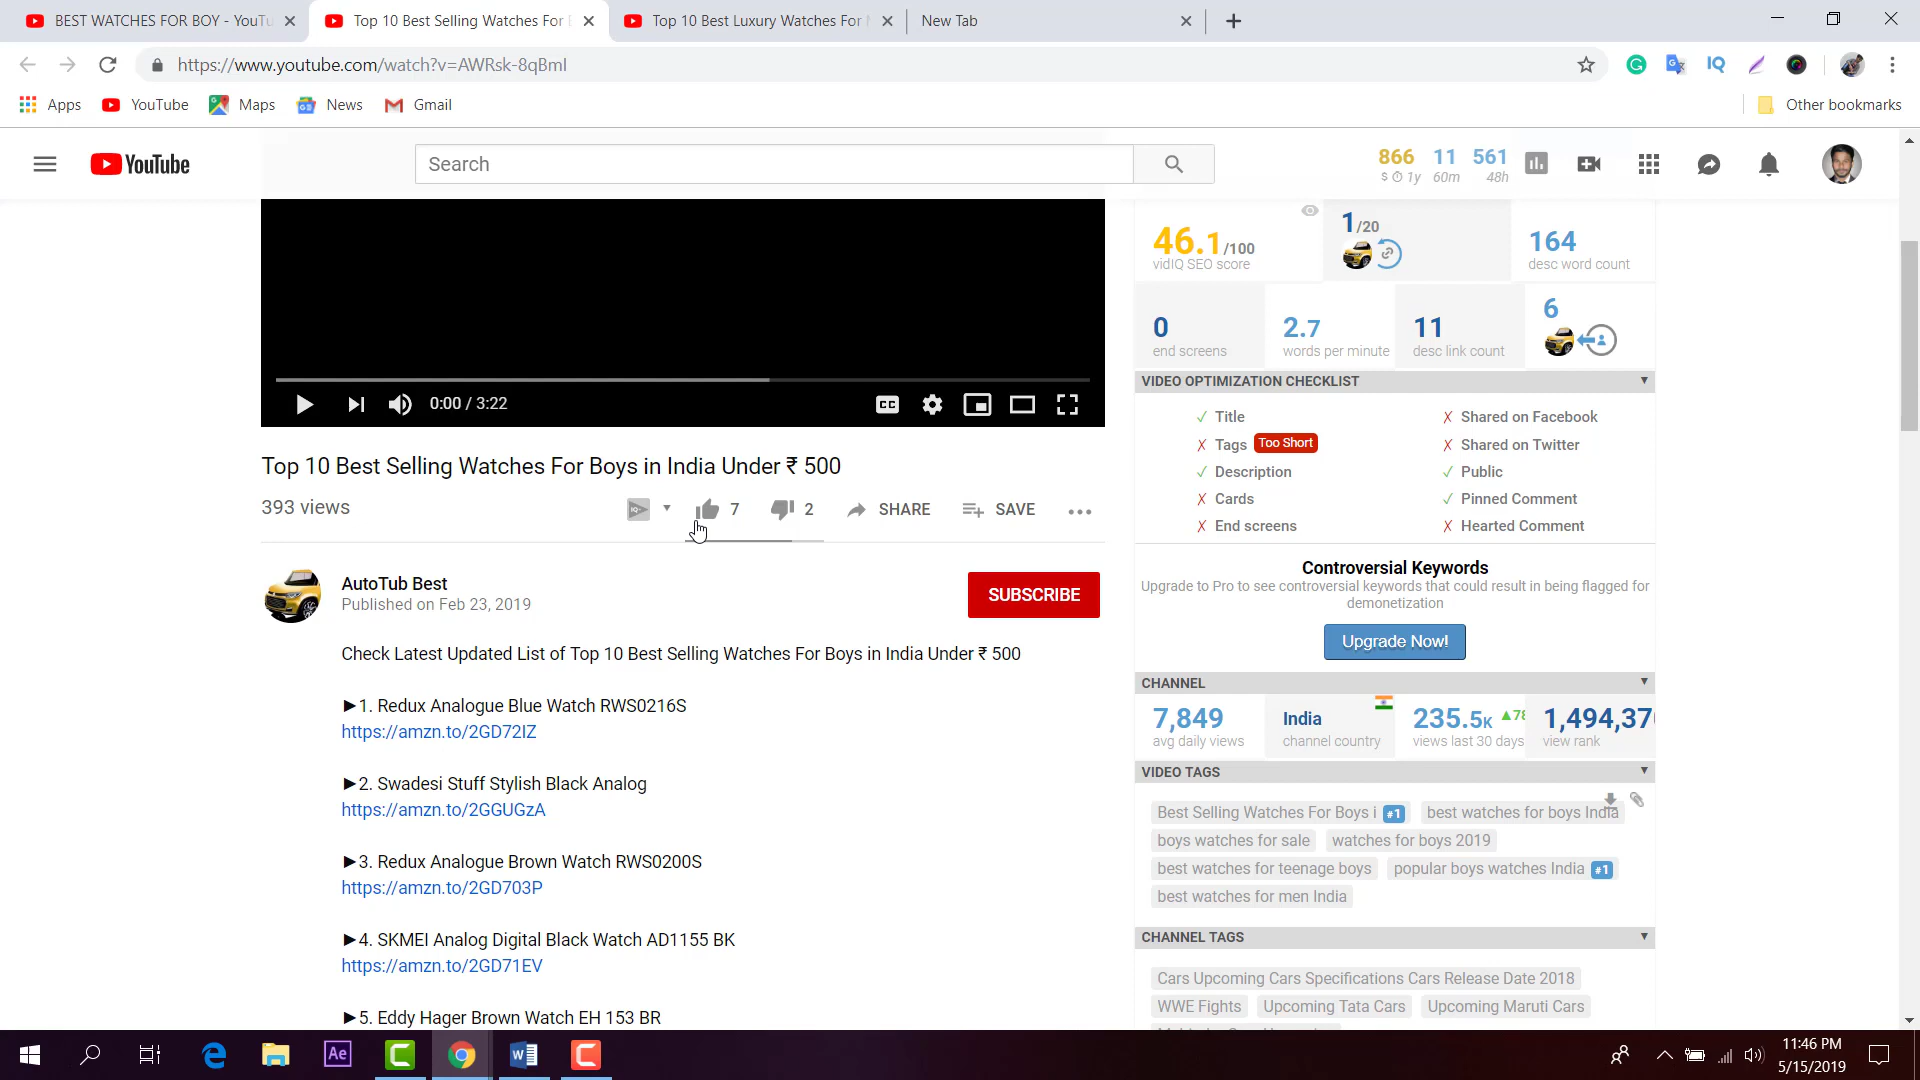 BEST WATCHES FOR BOY - YouTu
Top 10 Best Selling Watches For
Top 10 Best Luxury Watches For
New Tab
https://www.youtube.com/watch?v=AWRsk-8qBmI
Apps
YouTube
Maps
News
Gmail
Other bookmarks
YouTube
Search
866 11 561
$ 1y 60m 48h
46.1/100
vidIQ SEO score
1/20
164
desc word count
0
end screens
2.7
words per minute
11
desc link count
6
0:00 / 3:22
CC
VIDEO OPTIMIZATION CHECKLIST
Title
Tags Too Short
Description
Cards
End screens
Shared on Facebook
Shared on Twitter
Public
Pinned Comment
Hearted Comment
Top 10 Best Selling Watches For Boys in India Under ₹ 500
393 views
7
2
SHARE
SAVE
AutoTub Best
Published on Feb 23, 2019
SUBSCRIBE
Check Latest Updated List of Top 10 Best Selling Watches For Boys in India Under ₹ 500
►1. Redux Analogue Blue Watch RWS0216S
https://amzn.to/2GD72IZ
►2. Swadesi Stuff Stylish Black Analog
https://amzn.to/2GGUGzA
►3. Redux Analogue Brown Watch RWS0200S
https://amzn.to/2GD703P
►4. SKMEI Analog Digital Black Watch AD1155 BK
https://amzn.to/2GD71EV
►5. Eddy Hager Brown Watch EH 153 BR
Controversial Keywords
Upgrade to Pro to see controversial keywords that could result in being flagged for
demonetization
Upgrade Now!
CHANNEL
7,849
avg daily views
India
channel country
235.5K ▲78
views last 30 days
1,494,37
view rank
VIDEO TAGS
Best Selling Watches For Boys i #1
best watches for boys India
boys watches for sale
watches for boys 2019
best watches for teenage boys
popular boys watches India #1
best watches for men India
CHANNEL TAGS
Cars Upcoming Cars Specifications Cars Release Date 2018
WWE Fights
Upcoming Tata Cars
Upcoming Maruti Cars
Ae
11:46 PM
5/15/2019